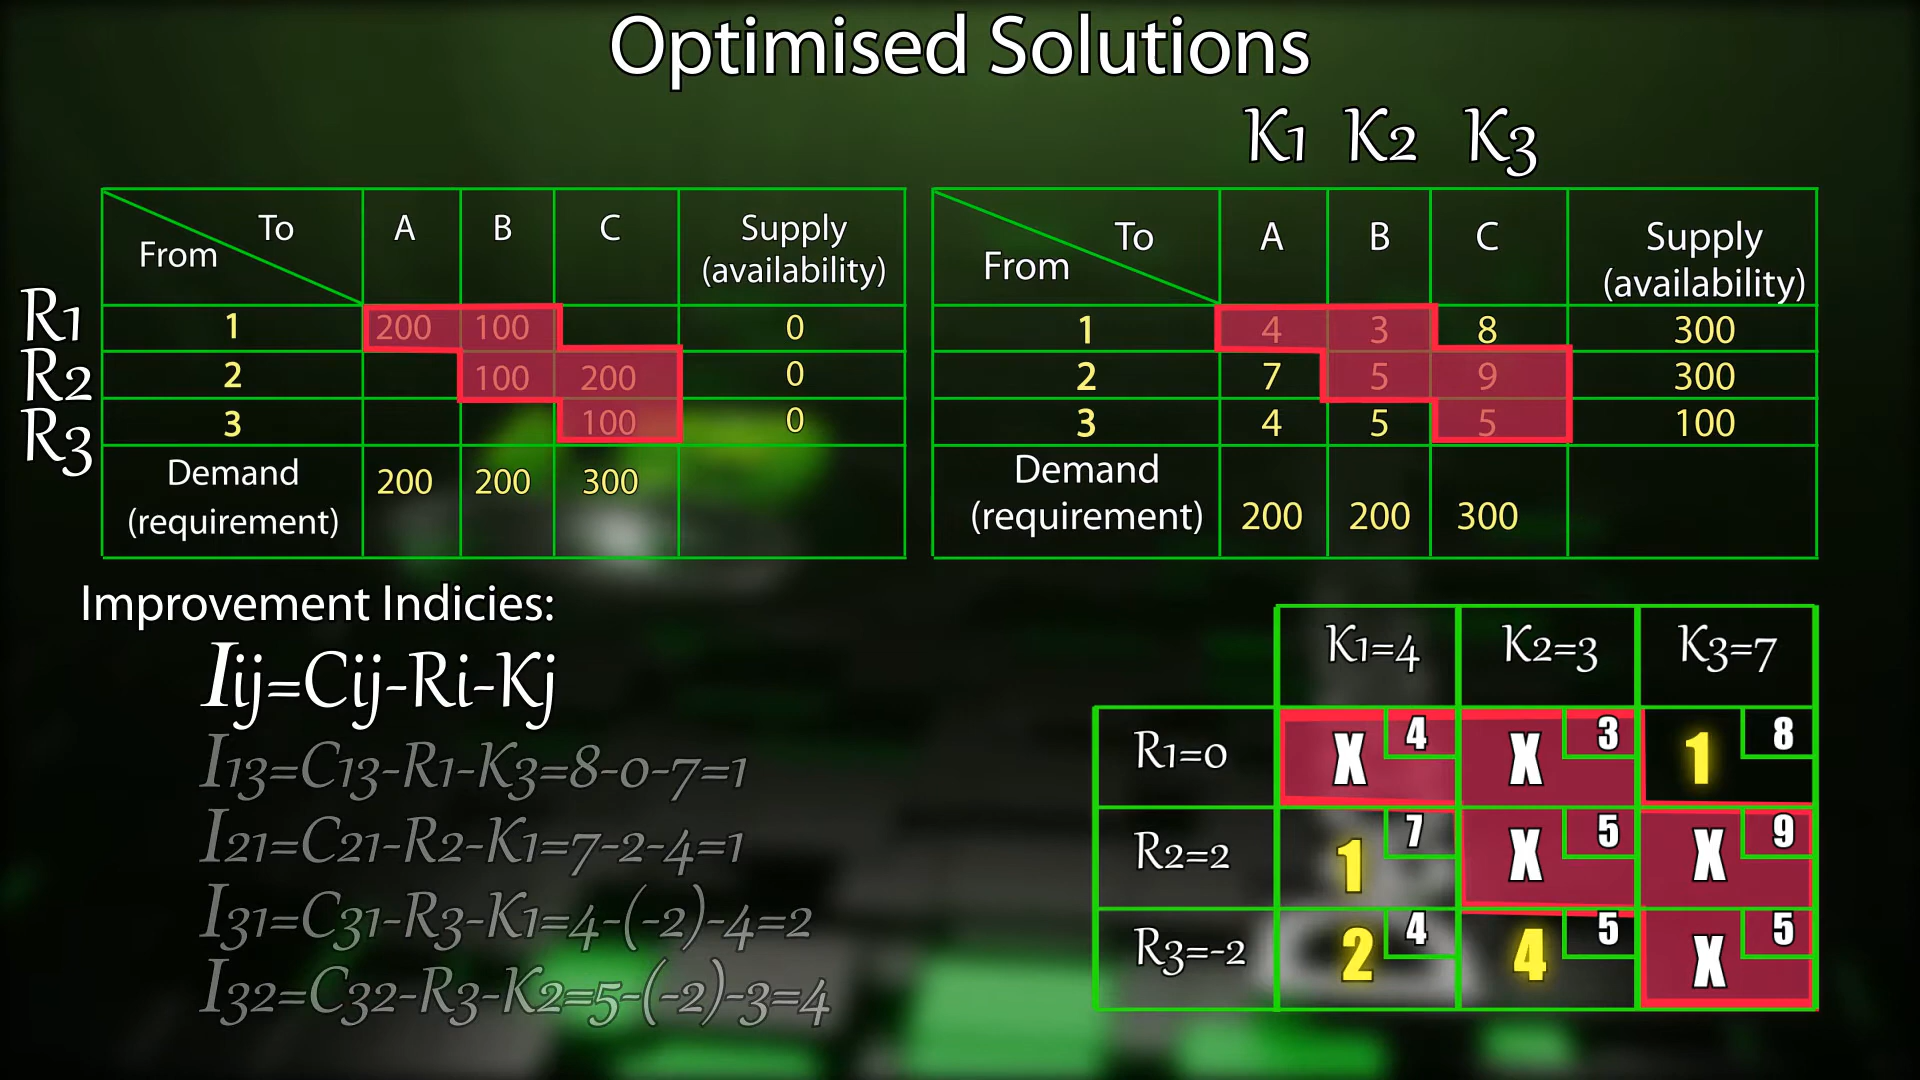 Optimised Solutions
K1 K2 K3
To A B C Supply
From (availability)
R1 1 200 100 0
R2 2 100 200 0
R3 3 100 0
Demand
(requirement) 200 200 300
To A B C Supply
From (availability)
1 4 3 8 300
2 7 5 9 300
3 4 5 5 100
Demand
(requirement) 200 200 300
Improvement Indicies:
Iij=Cij-Ri-Kj
I13=C13-R1-K3=8-0-7=1
I21=C21-R2-K1=7-2-4=1
I31=C31-R3-K1=4-(-2)-4=2
I32=C32-R3-K2=5-(-2)-3=4
K1=4 K2=3 K3=7
R1=0 X 4 X 3 1 8
R2=2 1 7 X 5 X 9
R3=-2 2 4 4 5 X 5